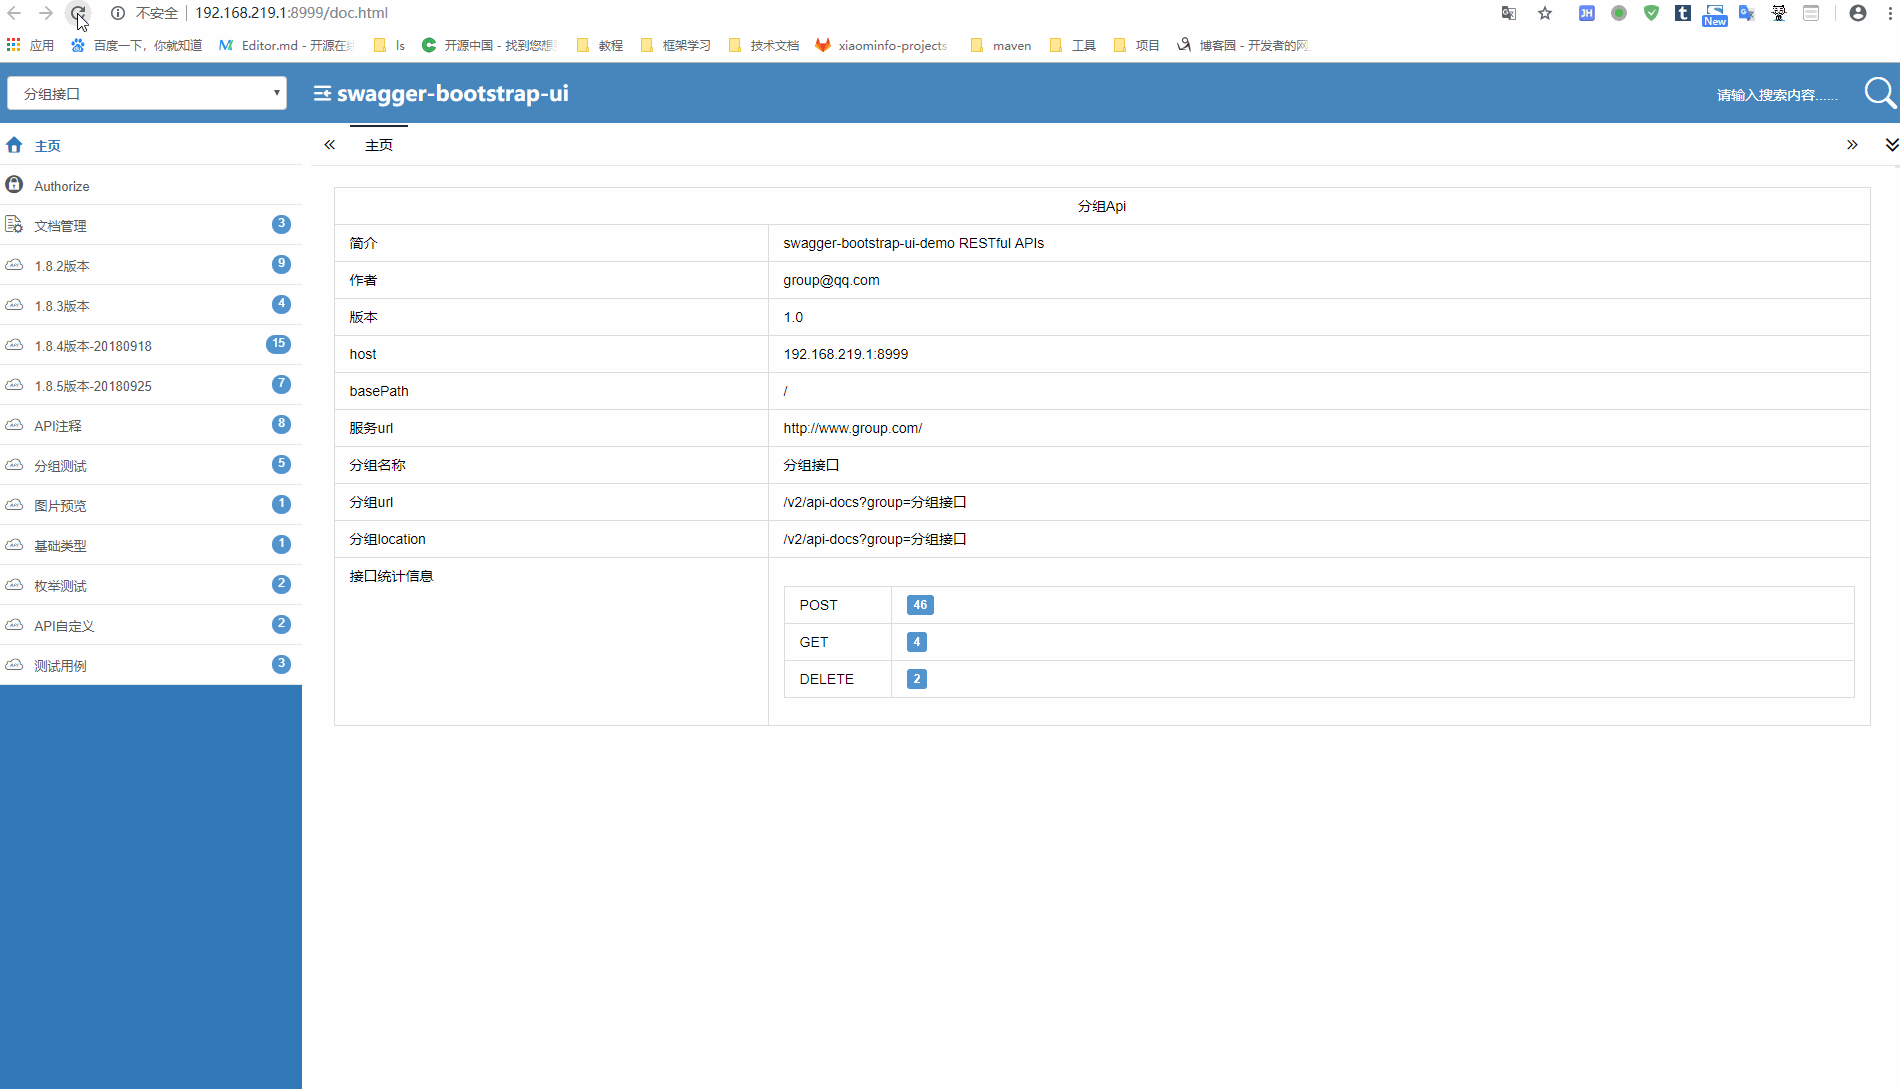 不安全 192.168.219.1:8999/doc.html
JH
New
应用 百度一下，你就知道 Editor.md - 开源在 ls 开源中国 - 找到您想 教程 框架学习 技术文档 xiaominfo-projects maven 工具 项目 博客园 - 开发者的网
分组接口 swagger-bootstrap-ui 请输入搜索内容......
主页
Authorize
文档管理 3
1.8.2版本 9
1.8.3版本 4
1.8.4版本-20180918 15
1.8.5版本-20180925 7
API注释 8
分组测试 5
图片预览 1
基础类型 1
枚举测试 2
API自定义 2
测试用例 3
主页
分组Api
简介 swagger-bootstrap-ui-demo RESTful APIs
作者 group@qq.com
版本 1.0
host 192.168.219.1:8999
basePath /
服务url http://www.group.com/
分组名称 分组接口
分组url /v2/api-docs?group=分组接口
分组location /v2/api-docs?group=分组接口
接口统计信息
POST 46
GET 4
DELETE 2